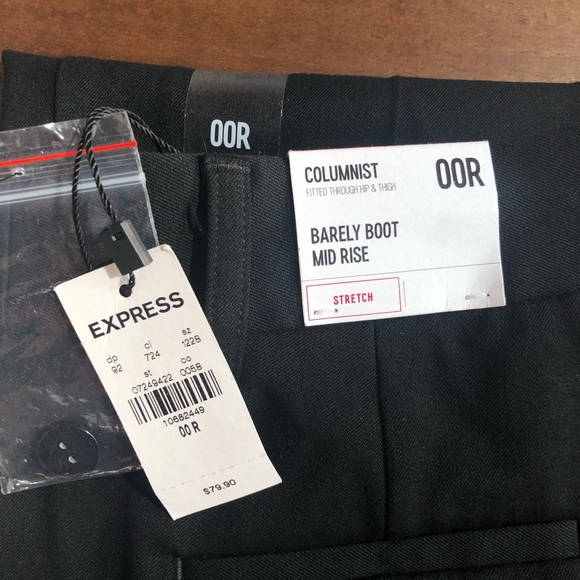 00R
COLUMNIST
FITTED THROUGH HIP & THIGH
00R
BARELY BOOT
MID RISE
STRETCH
EXPRESS
dp cl sz
92 724 1228
st co
07249422 0058
10682449
00 R
$79.90